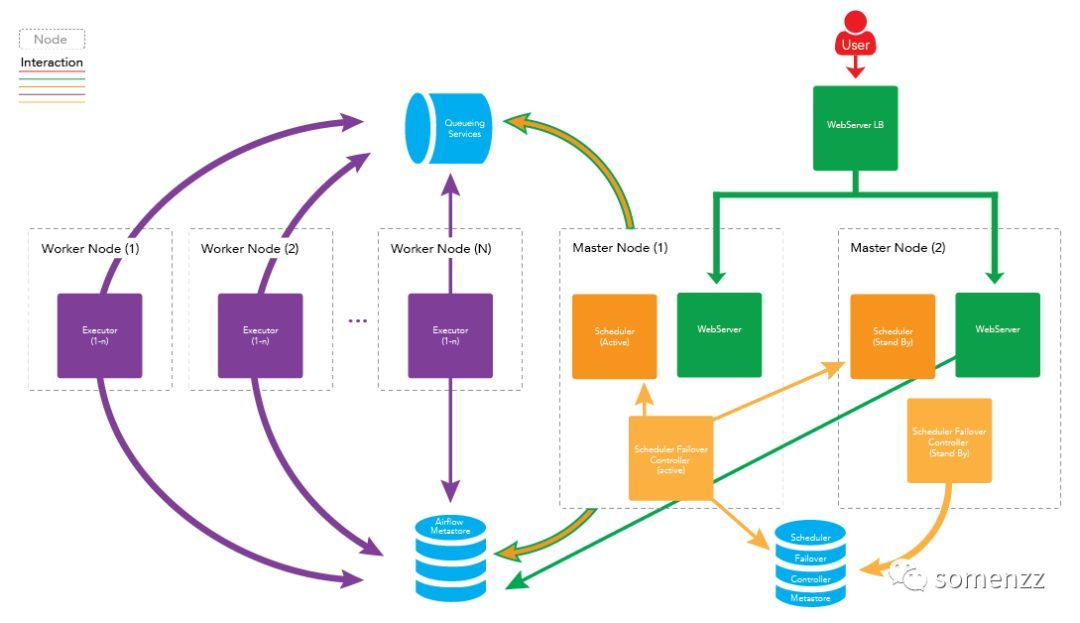 Node
Interaction
User
WebServer LB
Queueing
Services
Worker Node (1)
Worker Node (2)
Worker Node (N)
Master Node (1)
Master Node (2)
Executor
(1-n)
Executor
(1-n)
...
Executor
(1-n)
Scheduler
(Active)
WebServer
Scheduler
(Stand By)
WebServer
Scheduler Failover
Controller
(active)
Scheduler Failover
Controller
(Stand By)
Airflow
Metastore
Scheduler
Failover
Controller
Metastore
somenzz